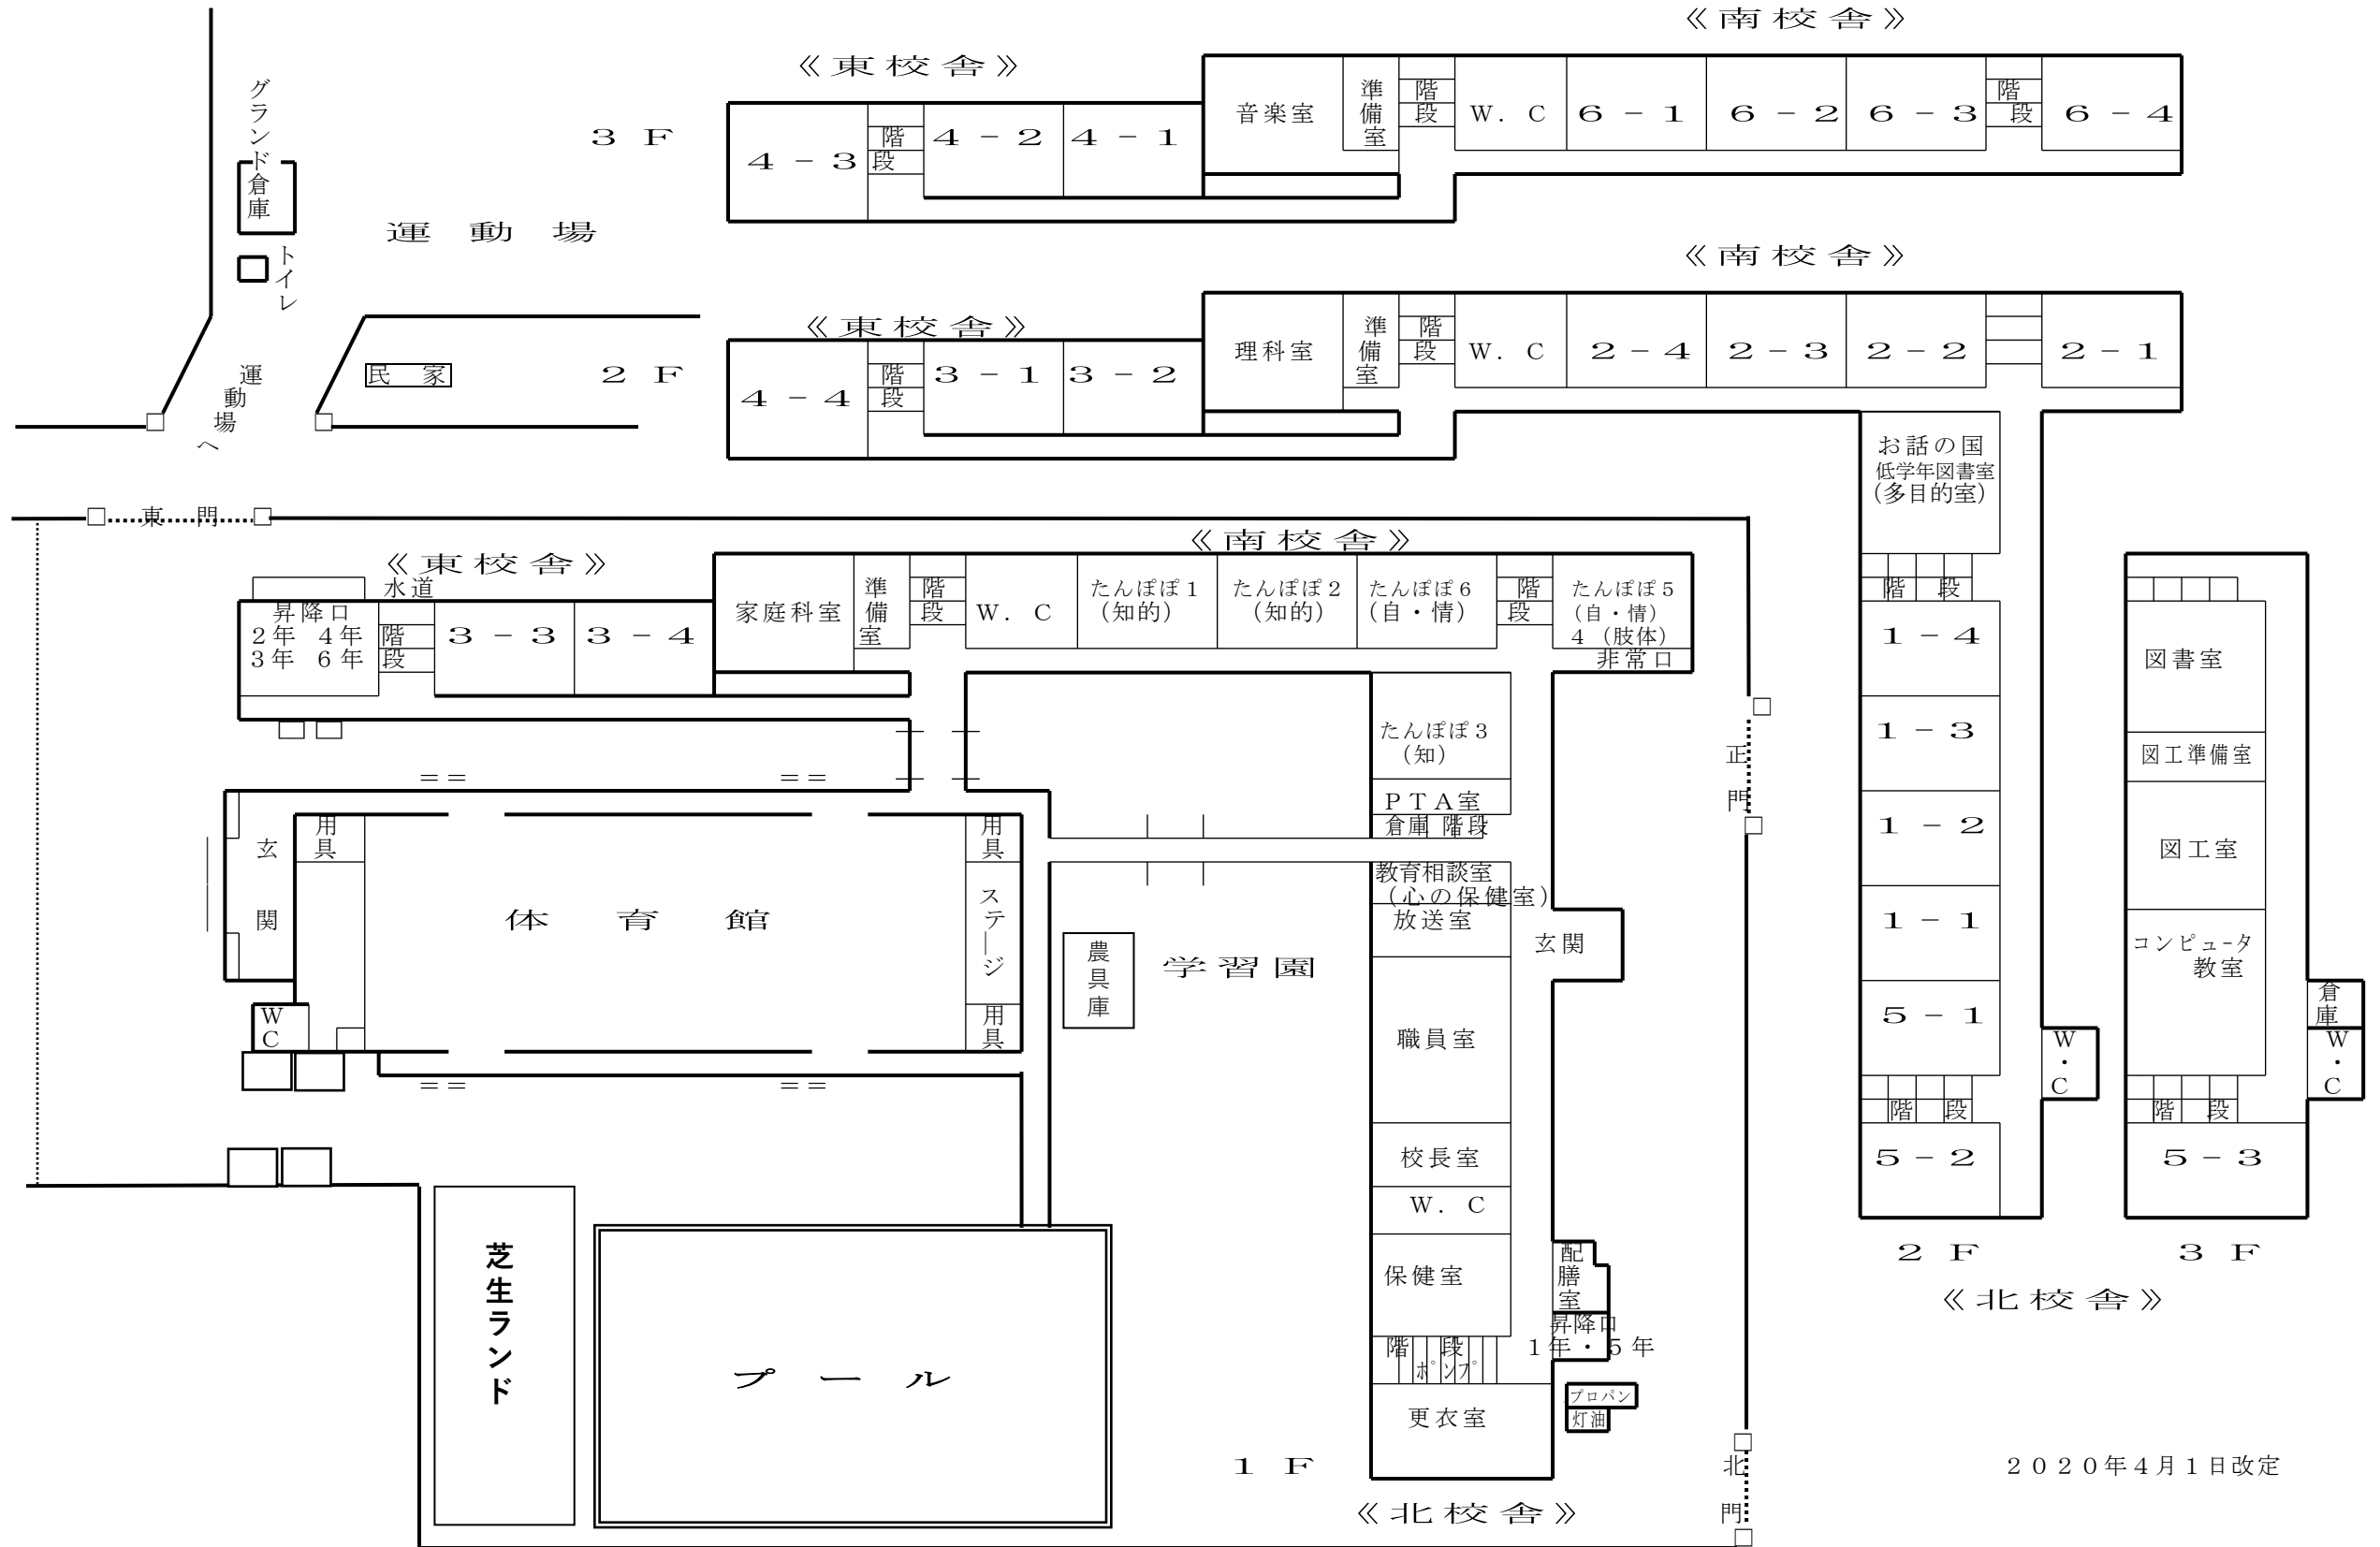 《南校舎》
《東校舎》
グランド倉庫
トイレ
３Ｆ
運動場
４－３
階段
４－２
４－１
音楽室
準備室
階段
Ｗ．Ｃ
６－１
６－２
６－３
階段
６－４
《南校舎》
《東校舎》
民家
２Ｆ
運動場へ
４－４
階段
３－１
３－２
理科室
準備室
階段
Ｗ．Ｃ
２－４
２－３
２－２
２－１
お話の国
低学年図書室
（多目的室）
階段
１－４
１－３
１－２
１－１
５－１
階段
５－２
Ｗ・Ｃ
２Ｆ
図書室
図工準備室
図工室
コンピュータ
教室
倉庫
Ｗ・Ｃ
階段
５－３
３Ｆ
《北校舎》
東門
《東校舎》
水道
昇降口
２年　４年
３年　６年
階段
３－３
３－４
《南校舎》
家庭科室
準備室
階段
Ｗ．Ｃ
たんぽぽ１
（知的）
たんぽぽ２
（知的）
たんぽぽ６
（自・情）
階段
たんぽぽ５
（自・情）
４（肢体）
非常口
正門
たんぽぽ３
（知）
ＰＴＡ室
倉庫
階段
教育相談室
（心の保健室）
放送室
玄関
職員室
校長室
Ｗ．Ｃ
保健室
配膳室
昇降口
１年・５年
階段
ポンプ
更衣室
プロパン
灯油
＝＝
＝＝
玄関
用具
体育館
用具
ステージ
用具
ＷＣ
＝＝
＝＝
農具庫
学習園
芝生ランド
プール
１Ｆ
《北校舎》
北門
２０２０年４月１日改定